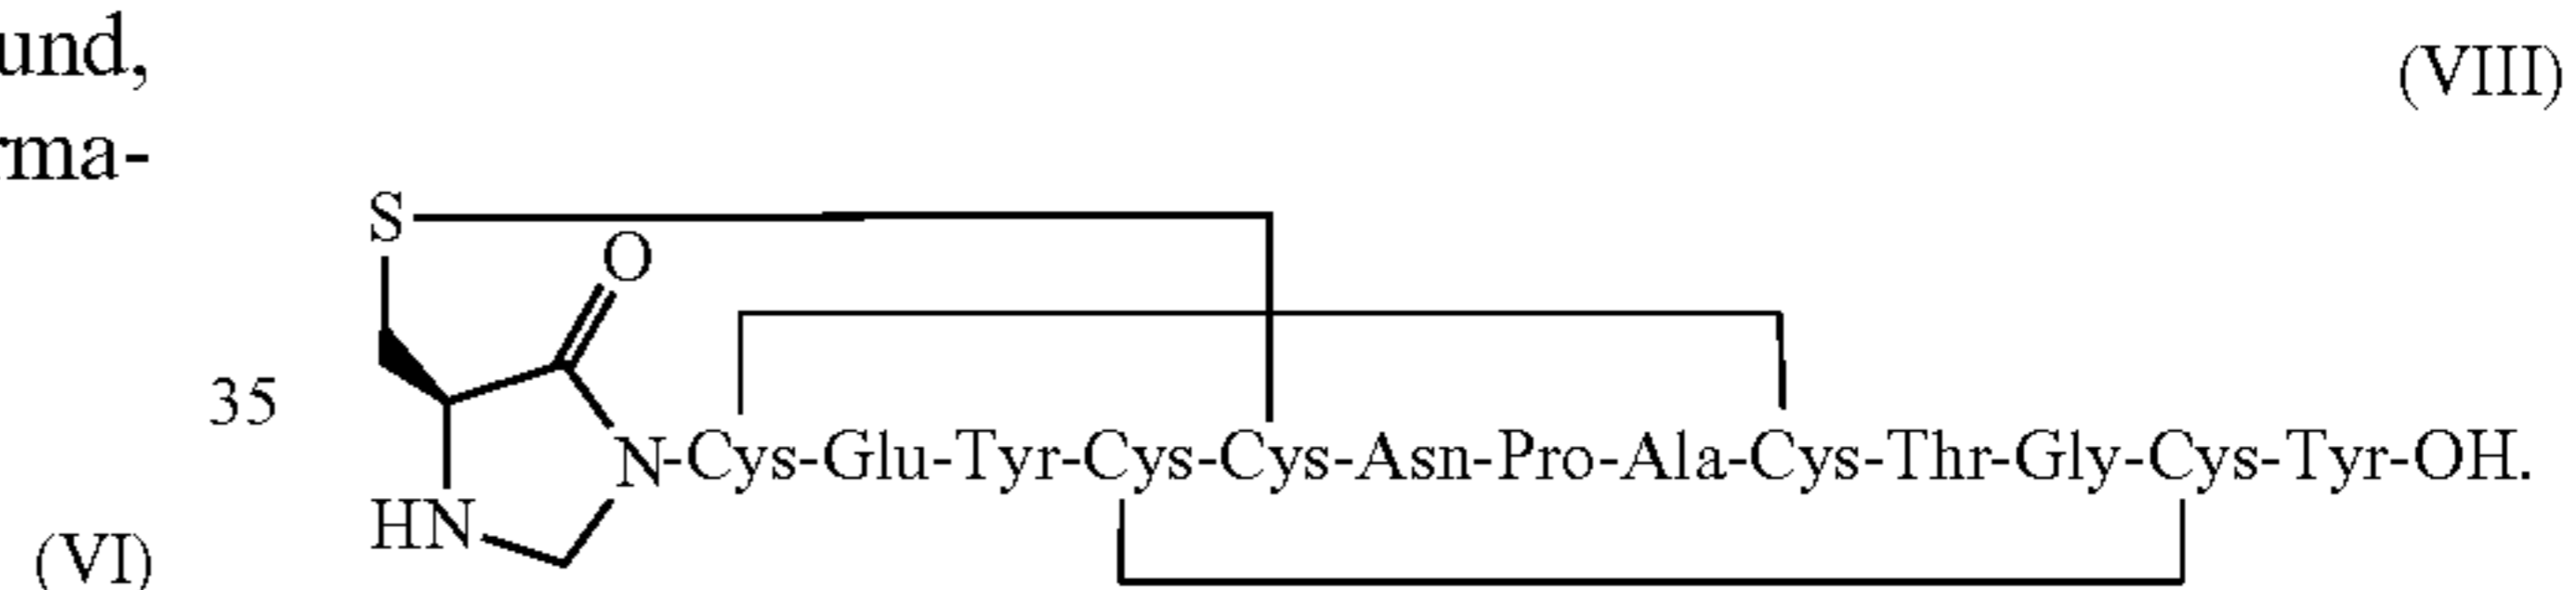 und,
(VIII)
rma-
S
O
35
N-Cys-Glu-Tyr-Cys-Cys-Asn-Pro-Ala-Cys-Thr-Gly-Cys-Tyr-OH.
HN
(VI)